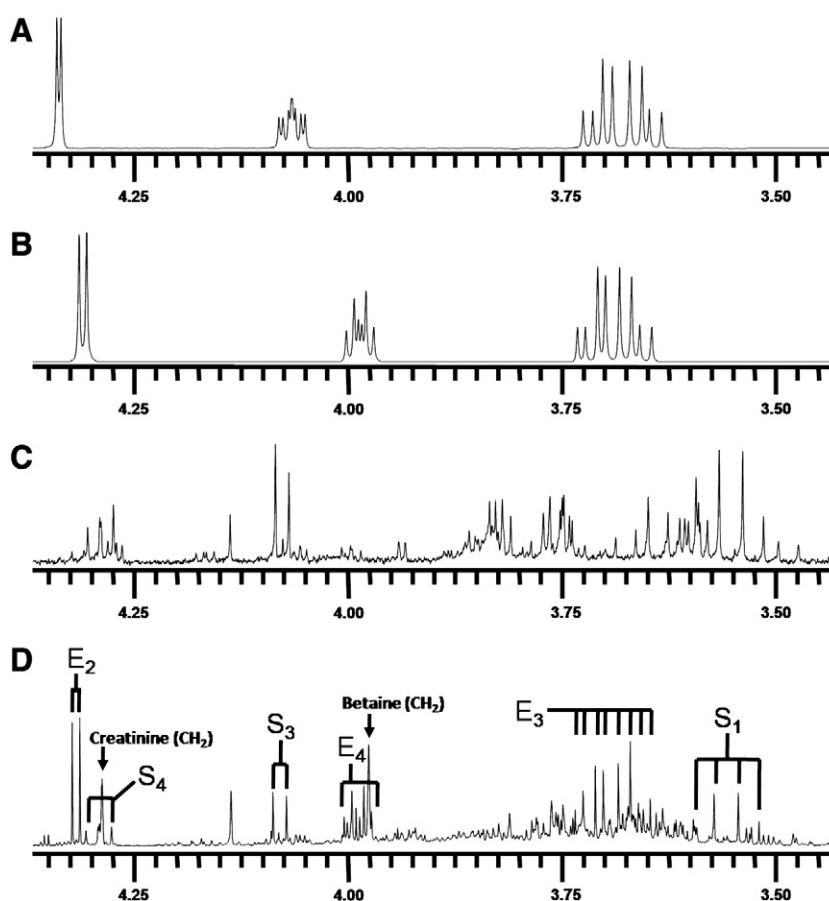 A
4.25 4.00 3.75 3.50
B
4.25 4.00 3.75 3.50
C
4.25 4.00 3.75 3.50
D
E₂
Creatinine (CH₂)
S₄
S₃
Betaine (CH₂)
E₄
E₃
S₁
4.25 4.00 3.75 3.50